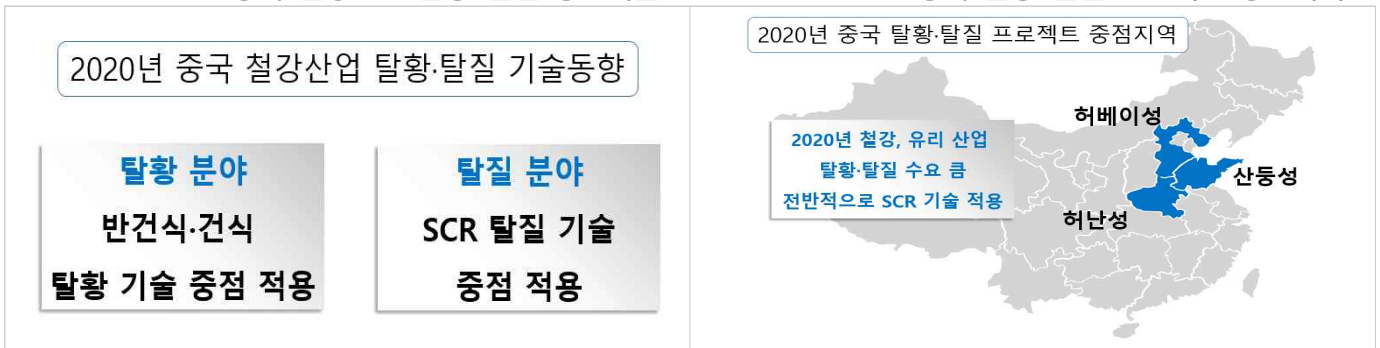 2020년 중국 철강산업 탈황·탈질 기술동향
탈황 분야
반건식·건식
탈황 기술 중점 적용
탈질 분야
SCR 탈질 기술
중점 적용
2020년 중국 탈황·탈질 프로젝트 중점지역
2020년 철강, 유리 산업
탈황·탈질 수요 큼
전반적으로 SCR 기술 적용
허베이성
산둥성
허난성